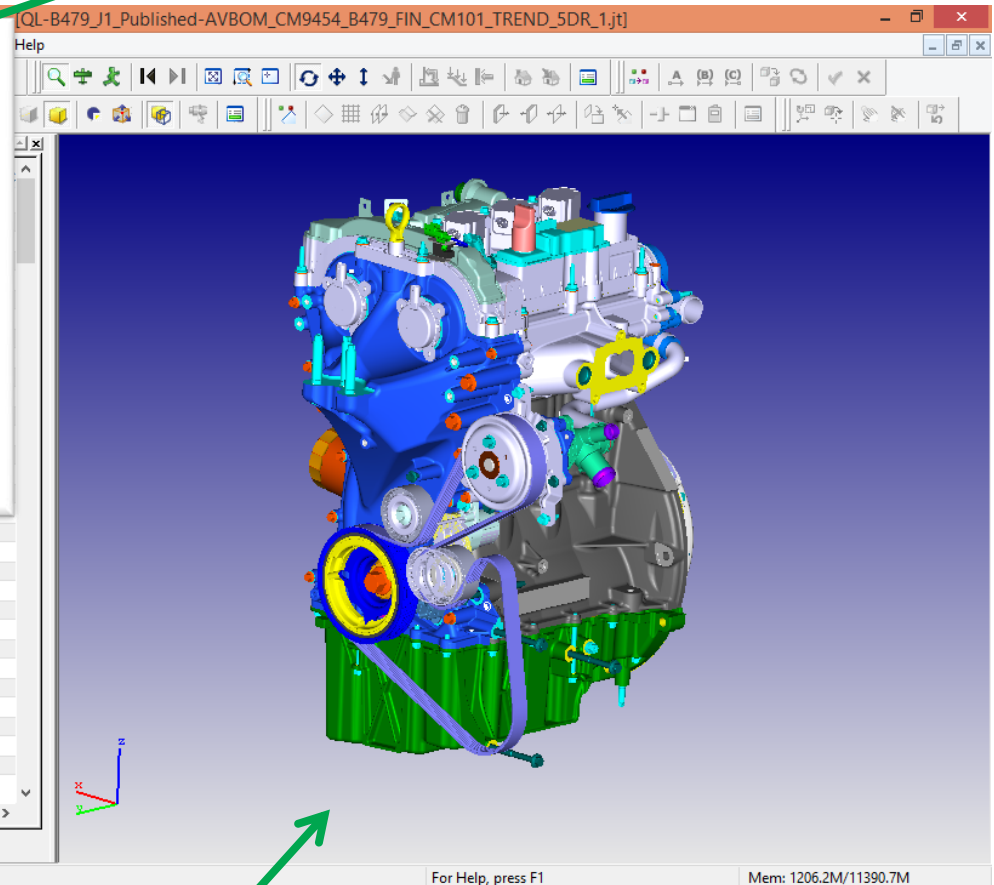 [QL-B479_J1_Published-AVBOM_CM9454_B479_FIN_CM101_TREND_5DR_1.jt]
Help
A (B) (C)
z
x
y
For Help, press F1
Mem: 1206.2M/11390.7M